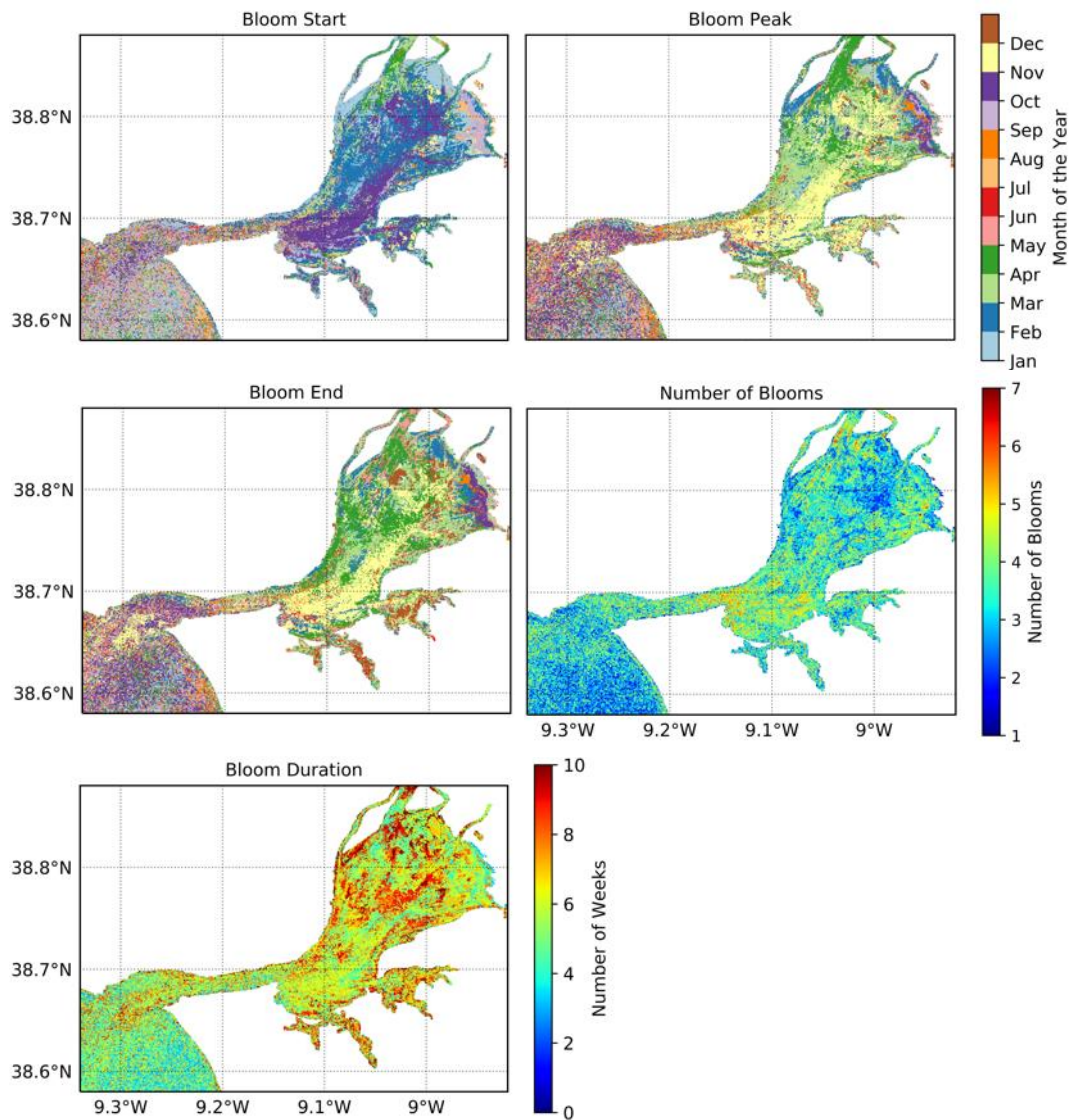 Bloom Start
Bloom Peak
38.8°N
38.7°N
38.6°N
Dec
Nov
Oct
Sep
Aug
Jul
Jun
May
Apr
Mar
Feb
Jan
Month of the Year
Bloom End
Number of Blooms
38.8°N
38.7°N
38.6°N
9.3°W 9.2°W 9.1°W 9°W
7
6
5
4
3
2
1
Number of Blooms
Bloom Duration
38.8°N
38.7°N
38.6°N
9.3°W 9.2°W 9.1°W 9°W
10
8
6
4
2
0
Number of Weeks